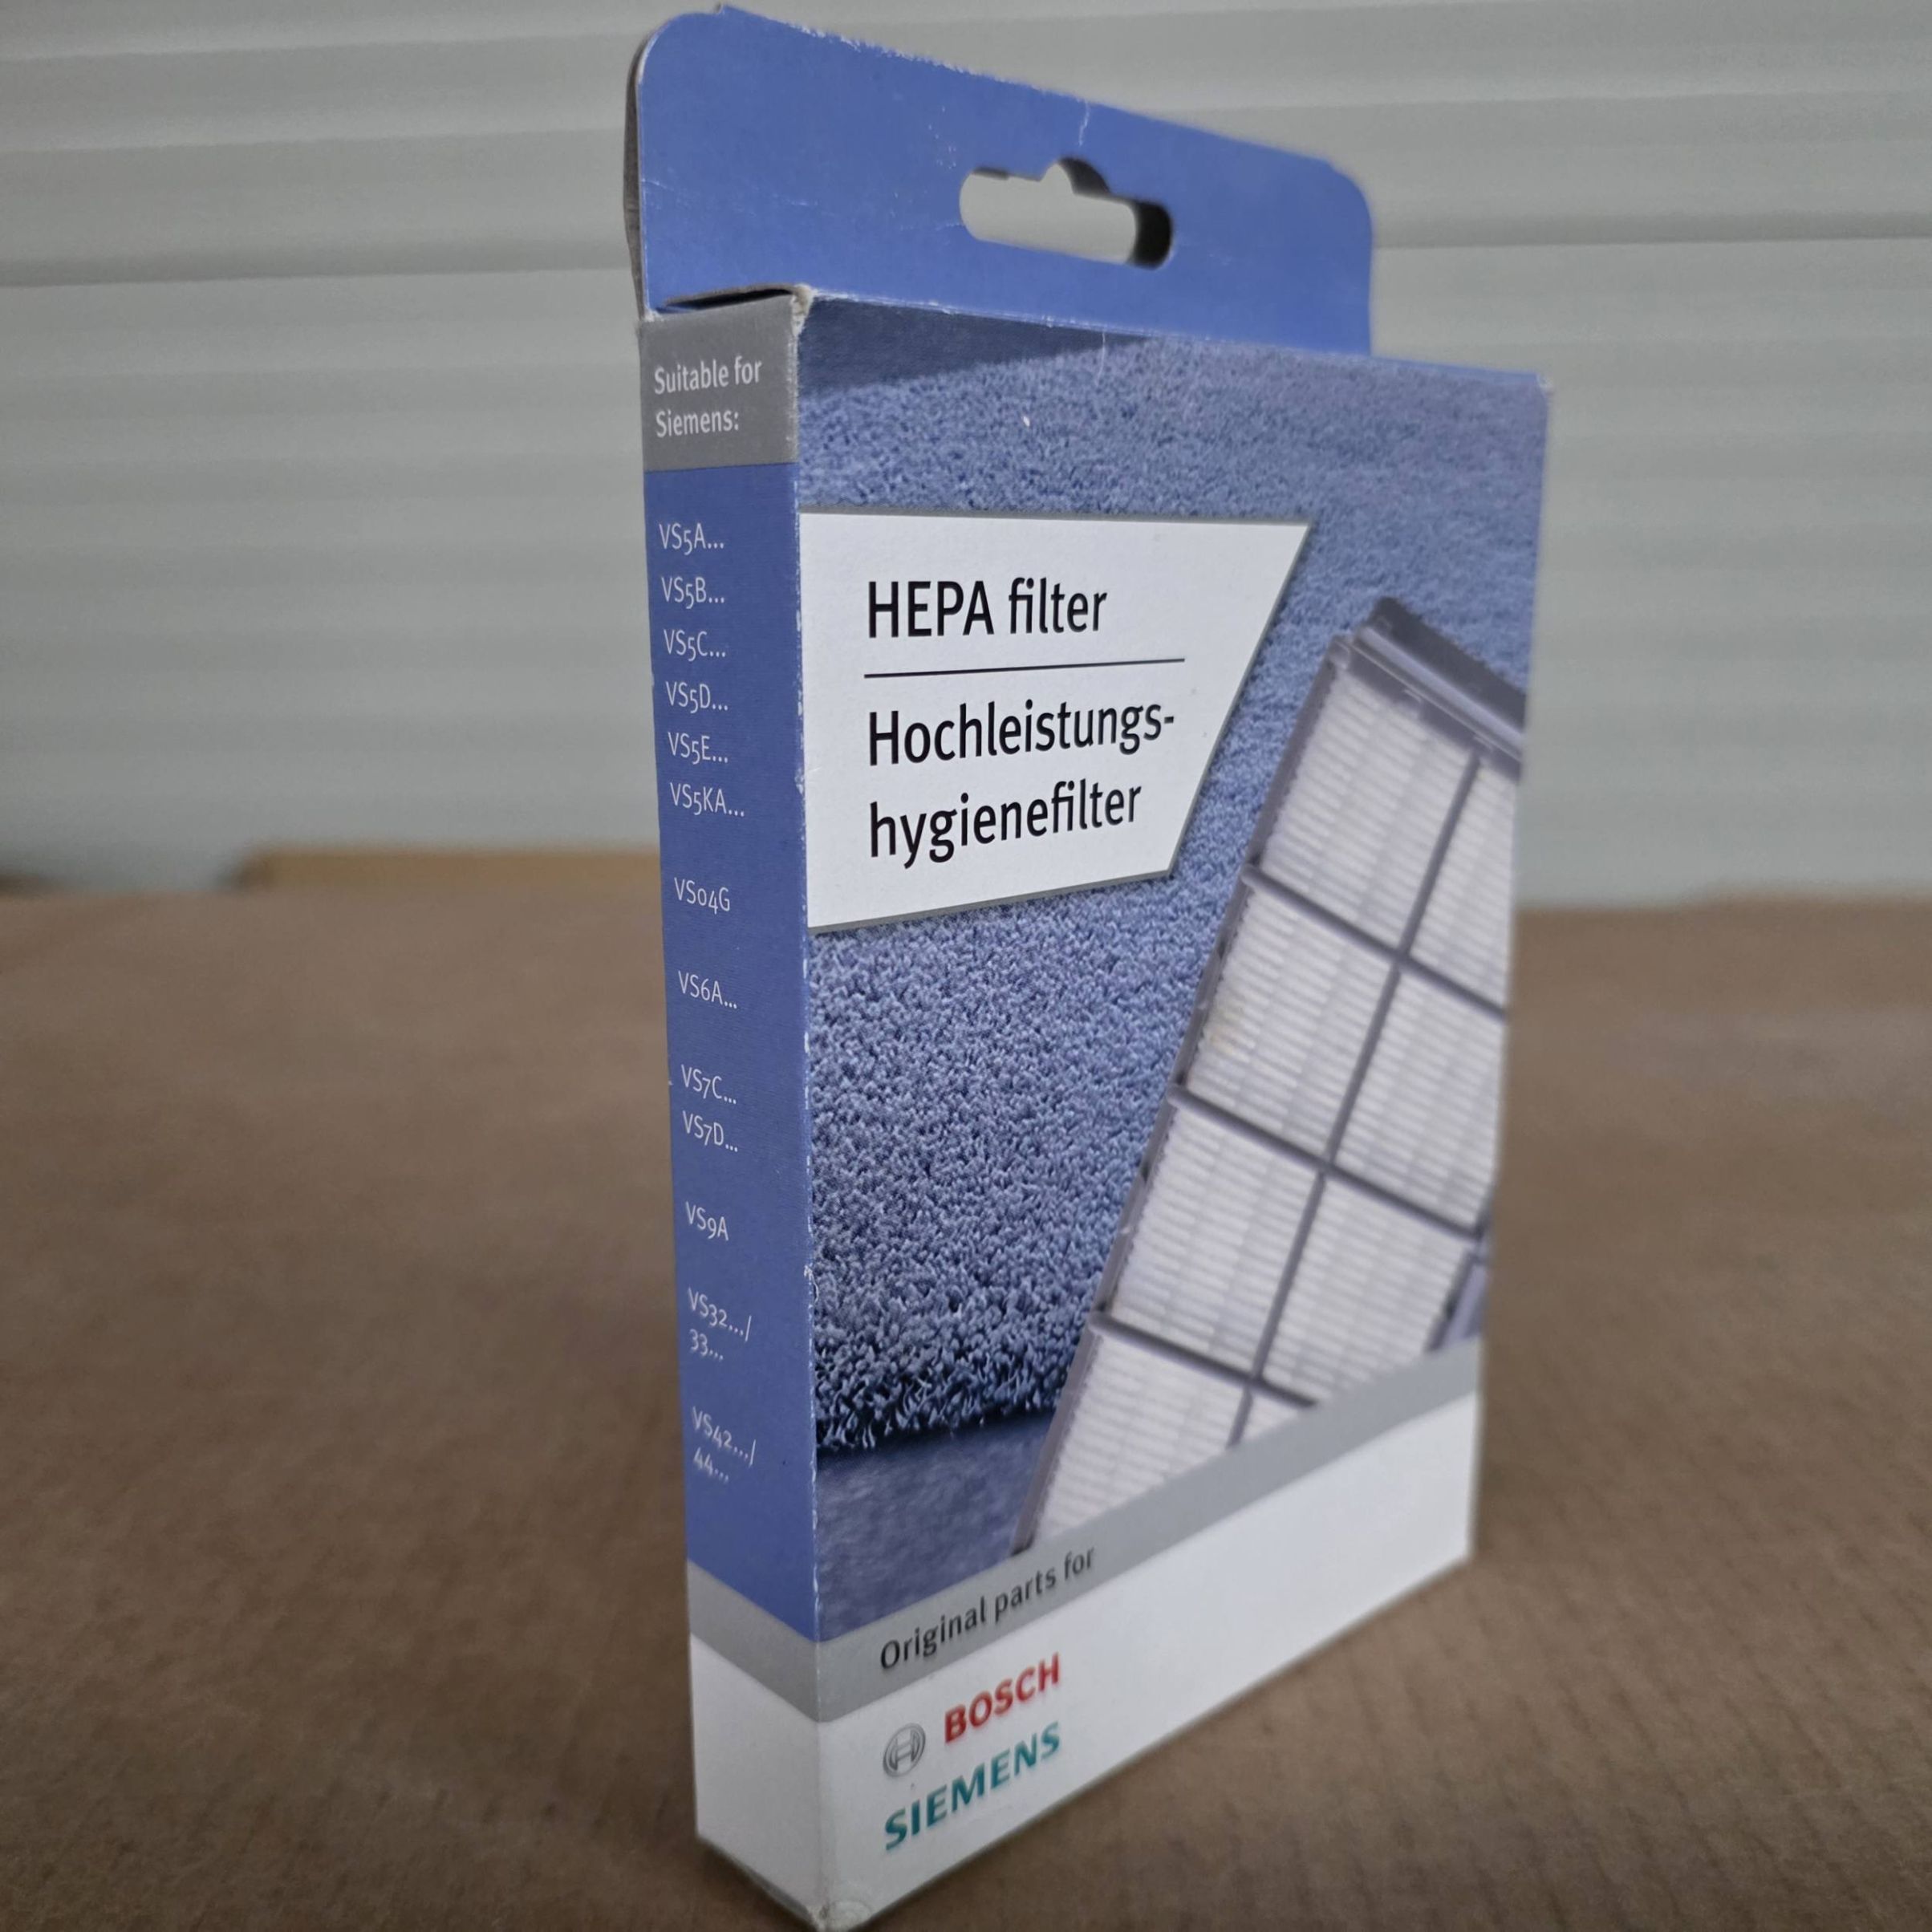 Suitable for
Siemens:
VS5A...
VS5B...
VS5C...
VS5D...
VS5E...
VS5KA...
VS04G
VS6A...
VS7C...
VS7D...
VS9A
VS32.../
33...
VS42.../
44...
HEPA filter
Hochleistungs-
hygienefilter
Original parts for
BOSCH
SIEMENS